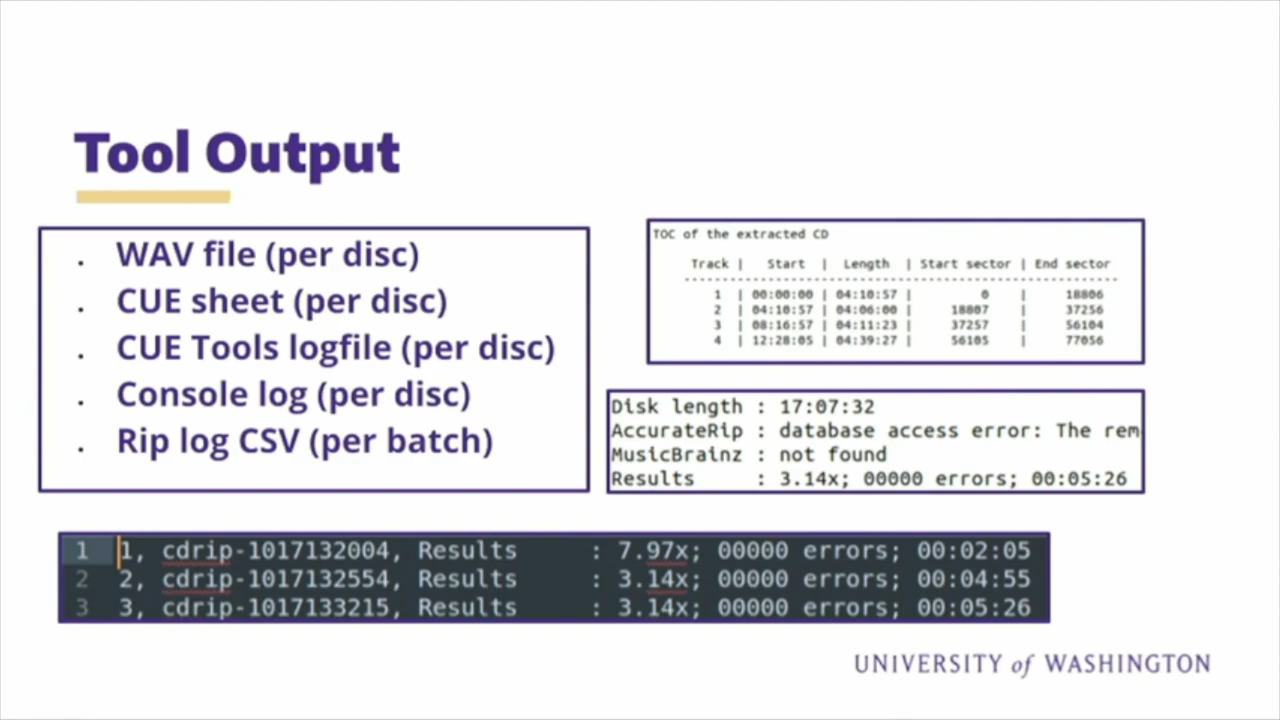 Tool Output
. WAV file (per disc)
. CUE sheet (per disc)
. CUE Tools logfile (per disc)
. Console log (per disc)
. Rip log CSV (per batch)
TOC of the extracted CD
Track | Start | Length | Start sector | End sector
1 | 00:00:00 | 04:10:57 | 0 | 18806
2 | 04:10:57 | 04:06:00 | 18807 | 37256
3 | 08:16:57 | 04:11:23 | 37257 | 56104
4 | 12:28:05 | 04:39:27 | 56105 | 77056
Disk length : 17:07:32
AccurateRip : database access error: The rem
MusicBrainz : not found
Results : 3.14x; 00000 errors; 00:05:26
1 1, cdrip-1017132004, Results : 7.97x; 00000 errors; 00:02:05
2 2, cdrip-1017132554, Results : 3.14x; 00000 errors; 00:04:55
3 3, cdrip-1017133215, Results : 3.14x; 00000 errors; 00:05:26
UNIVERSITY of WASHINGTON